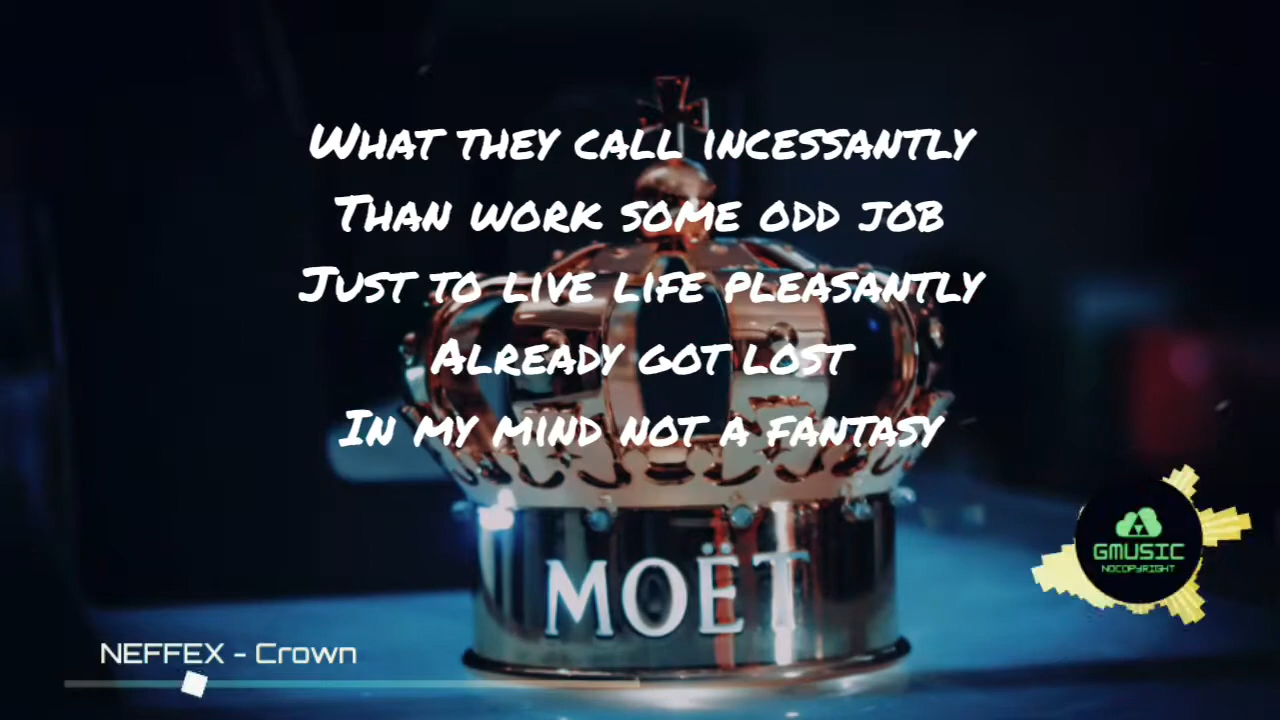 What they call incessantly
Than work some odd job
Just to live life pleasantly
Already got lost
In my mind not a fantasy
MOËT
GMUSIC
NOCOPYRIGHT
NEFFEX - Crown